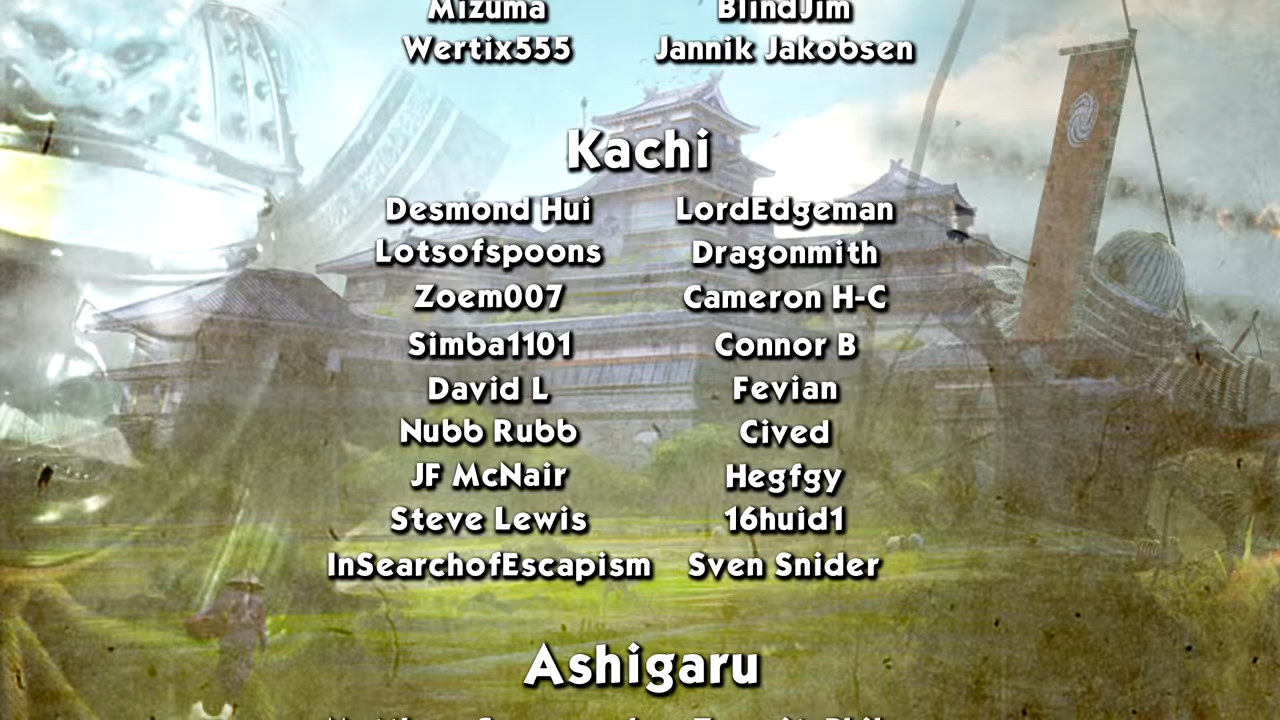 Mizuma BlindJim
Wertix555 Jannik Jakobsen
Kachi
Desmond Hui LordEdgeman
Lotsofspoons Dragonmith
Zoem007 Cameron H-C
Simba1101 Connor B
David L Fevian
Nubb Rubb Cived
JF McNair Hegfgy
Steve Lewis 16huid1
InSearchofEscapism Sven Snider
Ashigaru